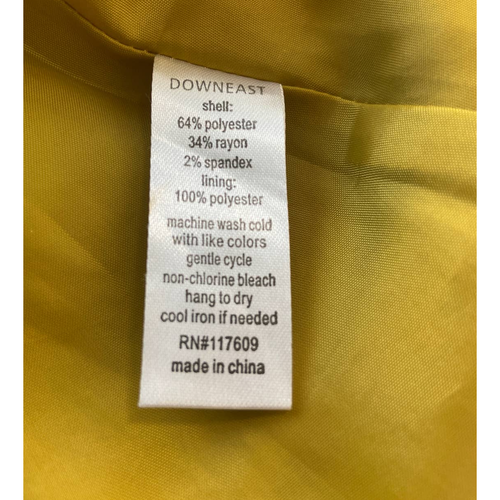 DOWNEAST
shell:
64% polyester
34% rayon
2% spandex
lining:
100% polyester
machine wash cold
with like colors
gentle cycle
non-chlorine bleach
hang to dry
cool iron if needed
RN#117609
made in china